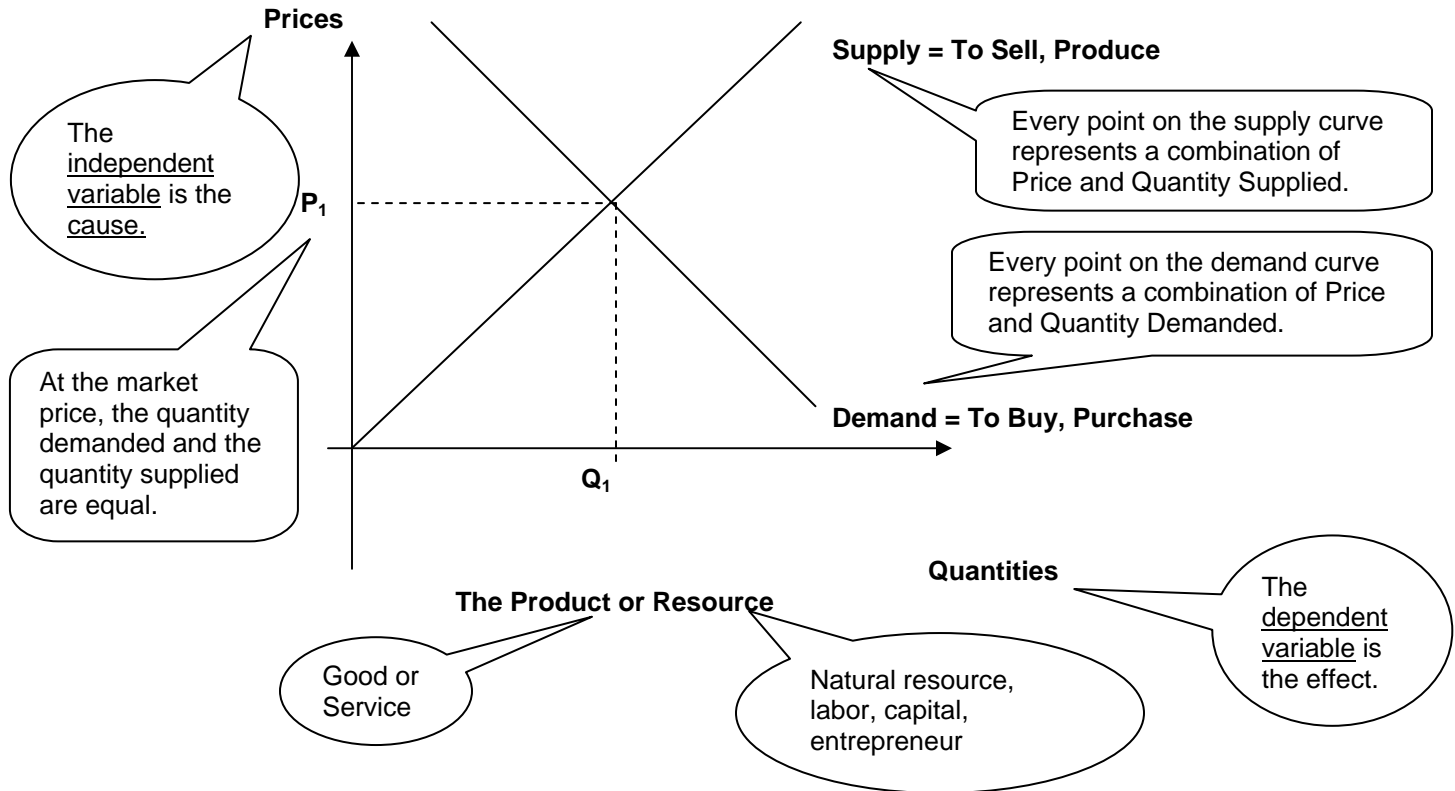 Prices
Supply = To Sell, Produce
Every point on the supply curve
represents a combination of
Price and Quantity Supplied.
The
independent
variable is the
cause.
P1
Every point on the demand curve
represents a combination of Price
and Quantity Demanded.
At the market
price, the quantity
demanded and the
quantity supplied
are equal.
Demand = To Buy, Purchase
Q1
Quantities
The
dependent
variable is
the effect.
The Product or Resource
Good or
Service
Natural resource,
labor, capital,
entrepreneur